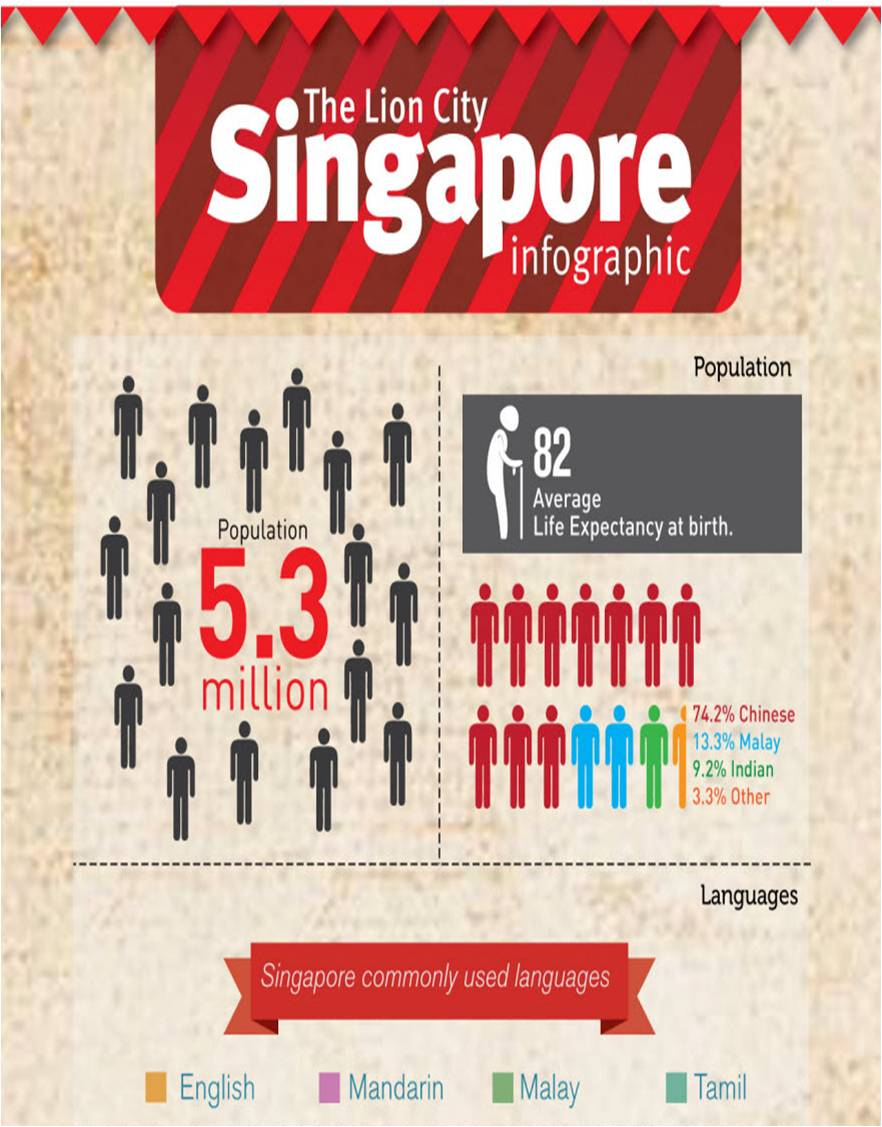 The Lion City
Singapore
infographic
Population
82
Average
Life Expectancy at birth.
Population
5.3
million
74.2% Chinese
13.3% Malay
9.2% Indian
3.3% Other
Languages
Singapore commonly used languages
English
Mandarin
Malay
Tamil